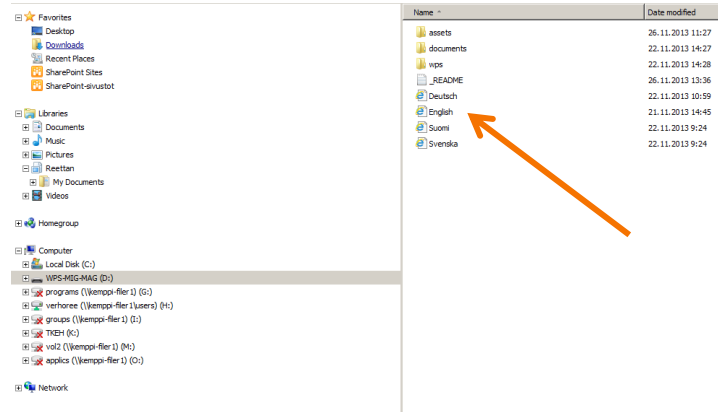 Favorites
Desktop
Downloads
Recent Places
SharePoint Sites
SharePoint-sivustot
Libraries
Documents
Music
Pictures
Reettan
My Documents
Videos
Homegroup
Computer
Local Disk (C:)
WPS-MIG-MAG (D:)
programs (\\kemppi-filer1) (G:)
verhoree (\\kemppi-filer1\users) (H:)
groups (\\kemppi-filer1) (I:)
TKEH (K:)
vol2 (\\kemppi-filer1) (M:)
applics (\\kemppi-filer1) (O:)
Network
Name Date modified
assets 26.11.2013 11:27
documents 22.11.2013 14:27
wps 22.11.2013 14:28
_README 26.11.2013 13:36
Deutsch 22.11.2013 10:59
English 21.11.2013 14:45
Suomi 22.11.2013 9:24
Svenska 22.11.2013 9:24